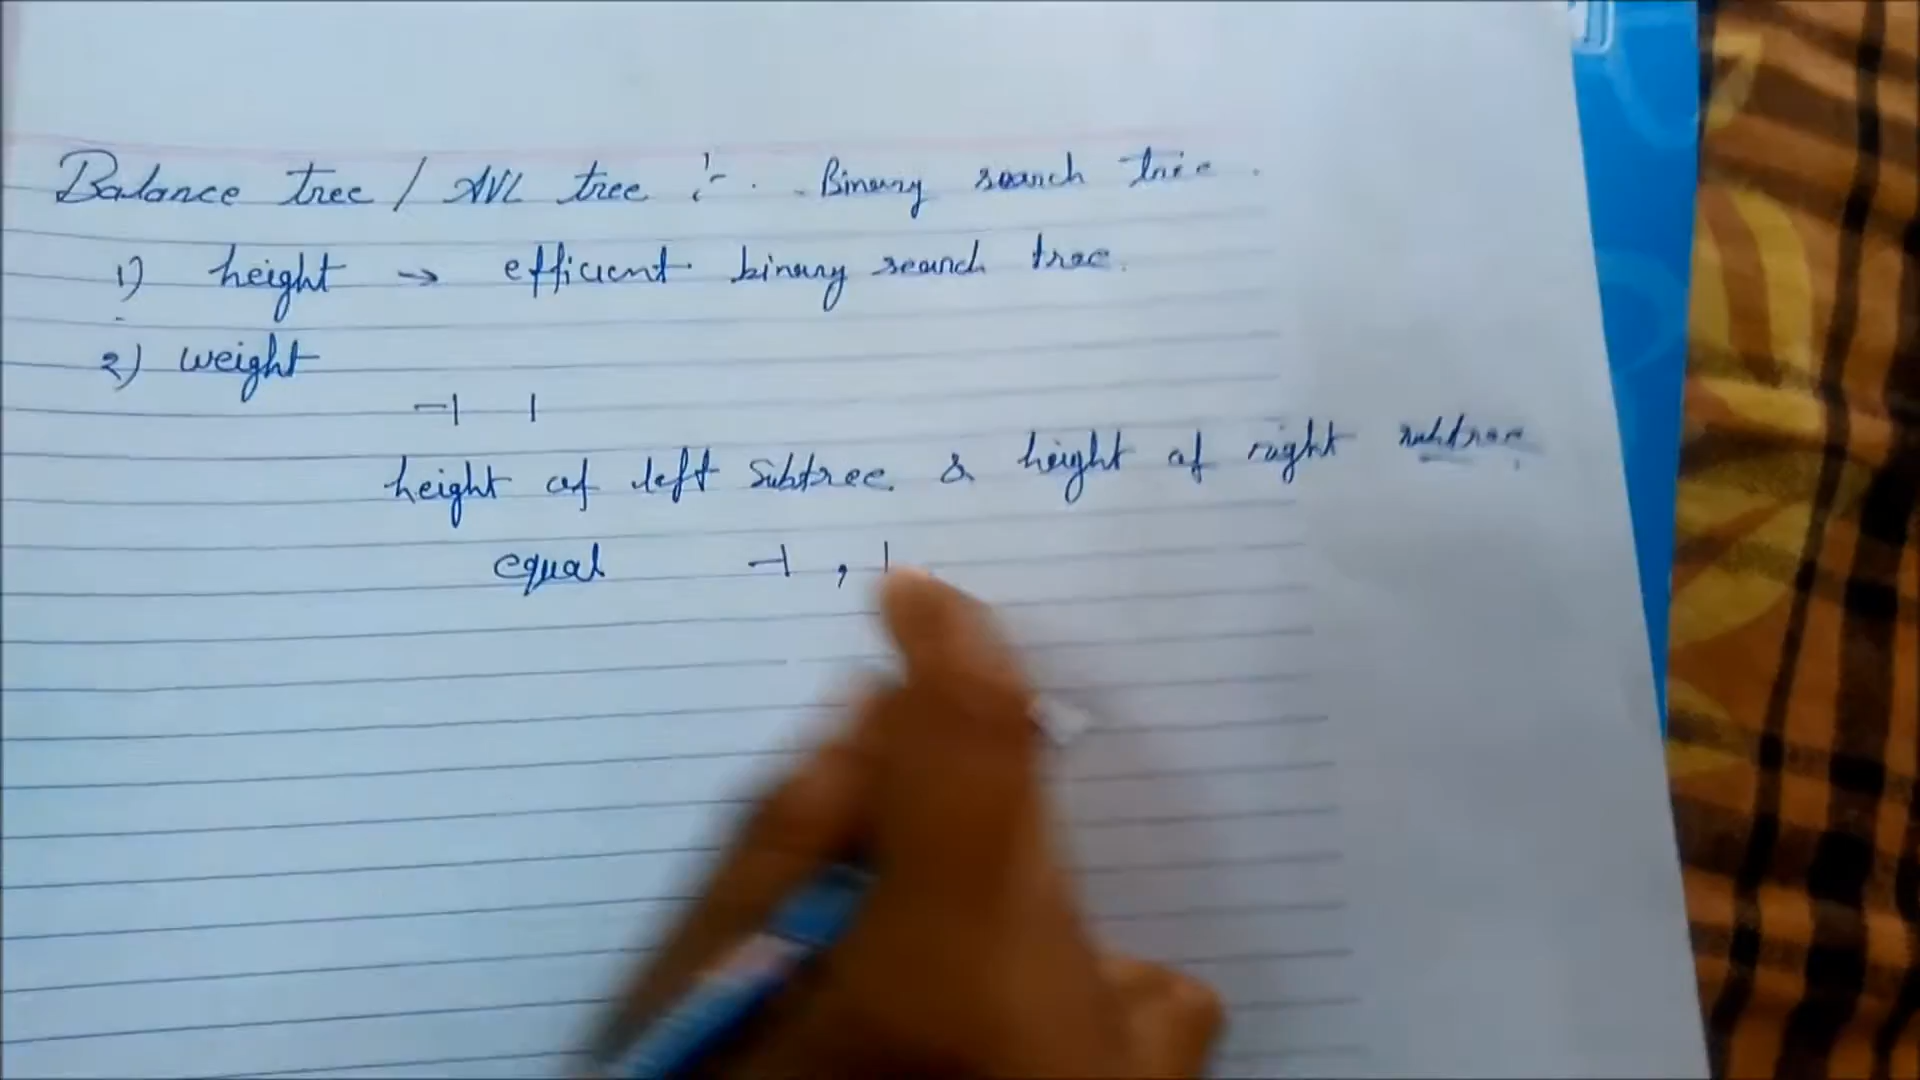 Balance tree / AVL tree :- Binary search tree.
1) height → efficient binary search tree.
2) weight
-1 1
height of left subtree & height of right subtree
equal -1 , 1